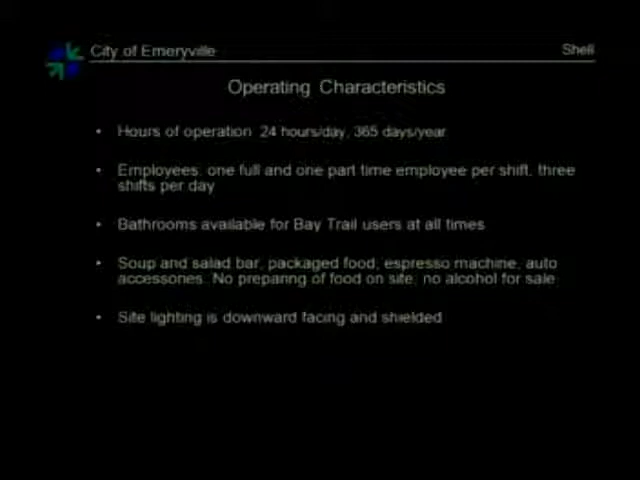 City of Emeryville
Shell
Operating Characteristics
• Hours of operation 24 hours/day, 365 days/year
• Employees: one full and one part time employee per shift, three
shifts per day
• Bathrooms available for Bay Trail users at all times
• Soup and salad bar, packaged food, espresso machine, auto
accessories. No preparing of food on site, no alcohol for sale
• Site lighting is downward facing and shielded